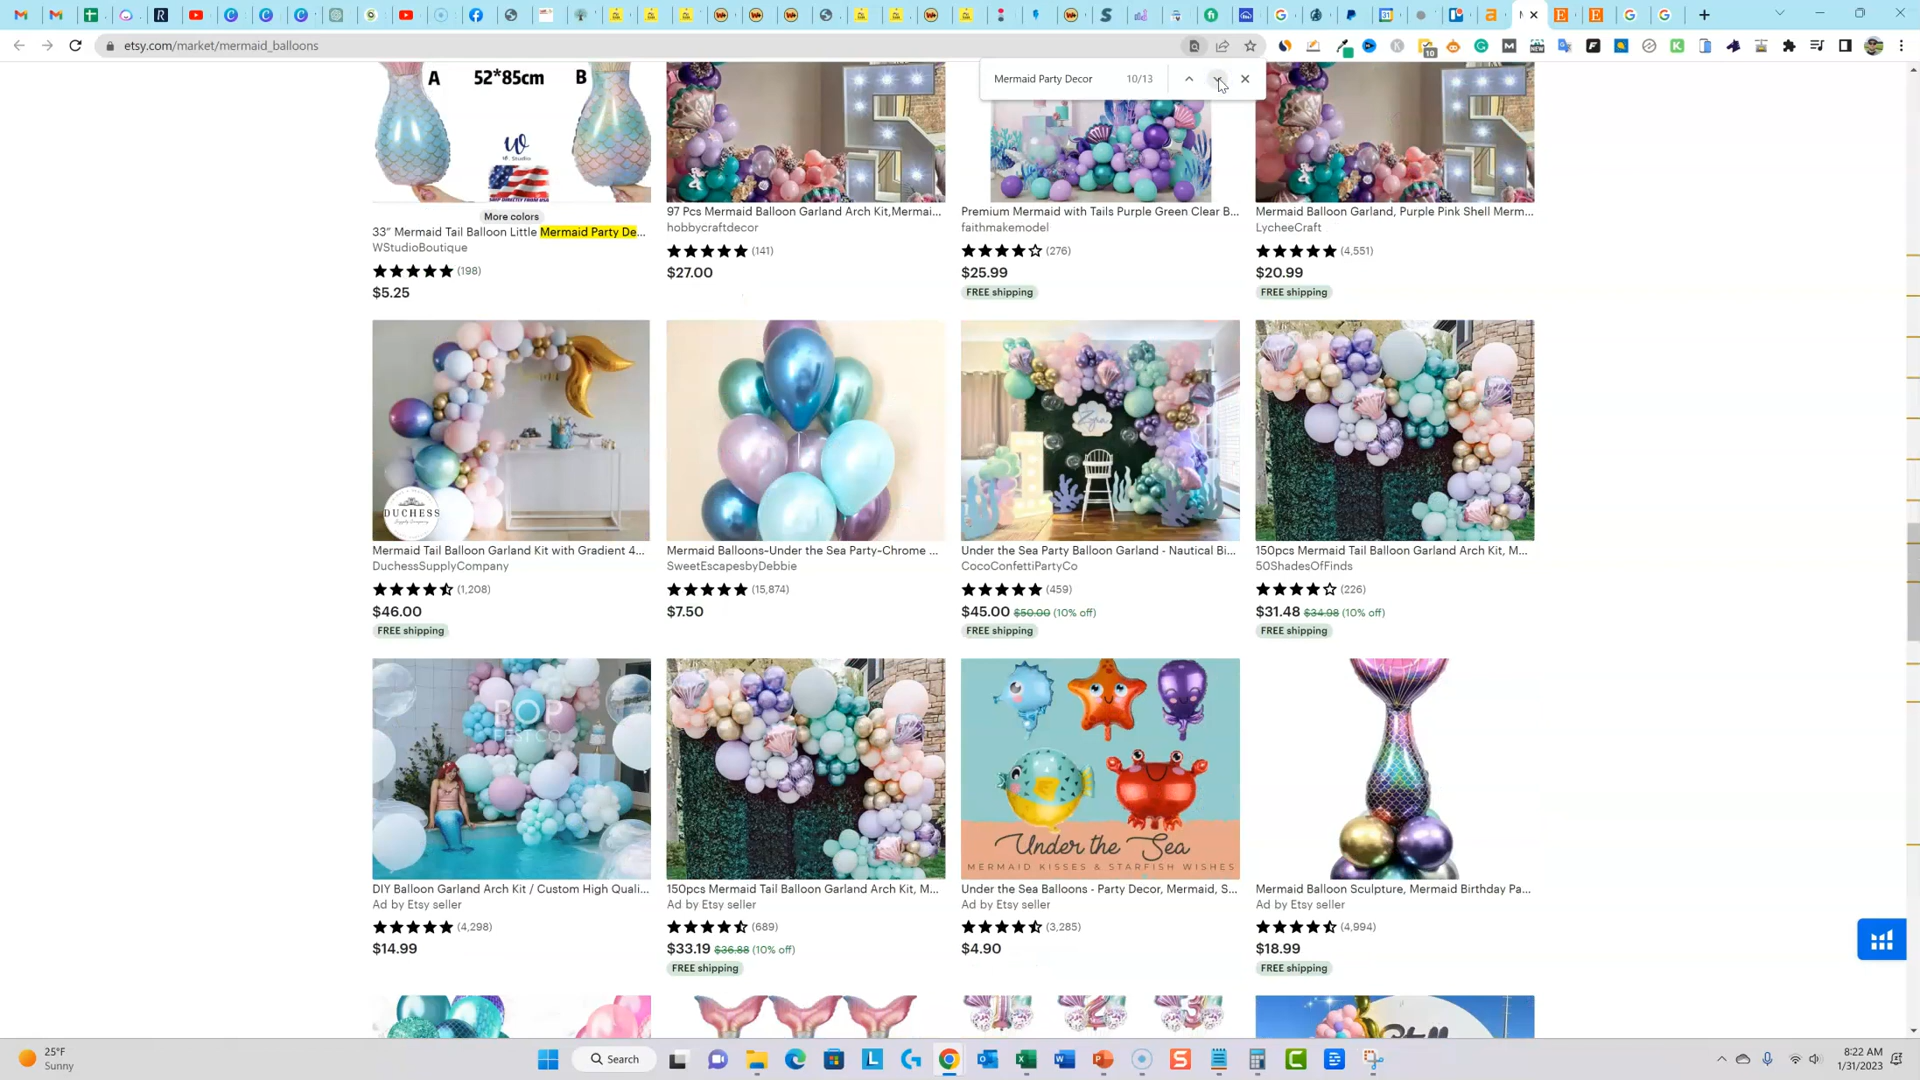 etsy.com/market/mermaid_balloons
Mermaid Party Decor 10/13
10
NEW
A 52*85cm B
W. Studio
SHIP DIRECTLY FROM USA
More colors
33” Mermaid Tail Balloon Little Mermaid Party De...
WStudioBoutique
(198)
$5.25
97 Pcs Mermaid Balloon Garland Arch Kit,Mermai...
hobbycraftdecor
(141)
$27.00
Premium Mermaid with Tails Purple Green Clear B...
faithmakemodel
(276)
$25.99
FREE shipping
Mermaid Balloon Garland, Purple Pink Shell Merm...
LycheeCraft
(4,551)
$20.99
FREE shipping
DUCHESS
Mermaid Tail Balloon Garland Kit with Gradient 4...
DuchessSupplyCompany
(1,208)
$46.00
FREE shipping
Mermaid Balloons-Under the Sea Party-Chrome ...
SweetEscapesbyDebbie
(15,874)
$7.50
Under the Sea Party Balloon Garland - Nautical Bi...
CocoConfettiPartyCo
(459)
$45.00 $50.00 (10% off)
FREE shipping
150pcs Mermaid Tail Balloon Garland Arch Kit, M...
50ShadesOfFinds
(226)
$31.48 $34.98 (10% off)
FREE shipping
POP
FEST CO
DIY Balloon Garland Arch Kit / Custom High Quali...
Ad by Etsy seller
(4,298)
$14.99
150pcs Mermaid Tail Balloon Garland Arch Kit, M...
Ad by Etsy seller
(689)
$33.19 $36.88 (10% off)
FREE shipping
Under the Sea
MERMAID KISSES & STARFISH WISHES
Under the Sea Balloons - Party Decor, Mermaid, S...
Ad by Etsy seller
(3,285)
$4.90
Mermaid Balloon Sculpture, Mermaid Birthday Pa...
Ad by Etsy seller
(4,994)
$18.99
FREE shipping
25°F
Sunny
Search
8:22 AM
1/31/2023